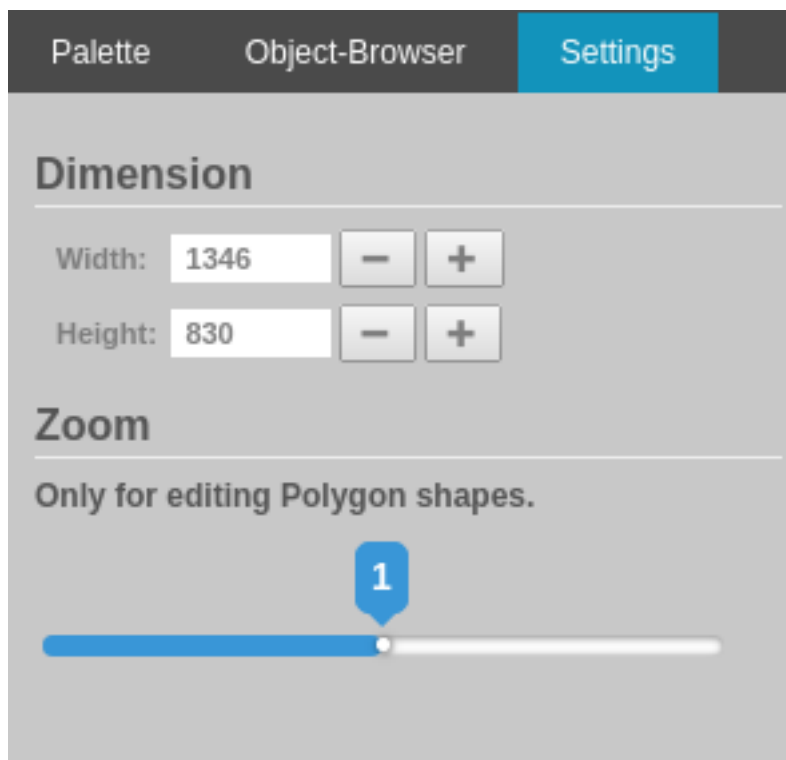 Palette Object-Browser Settings
Dimension
Width: 1346 − +
Height: 830 − +
Zoom
Only for editing Polygon shapes.
1